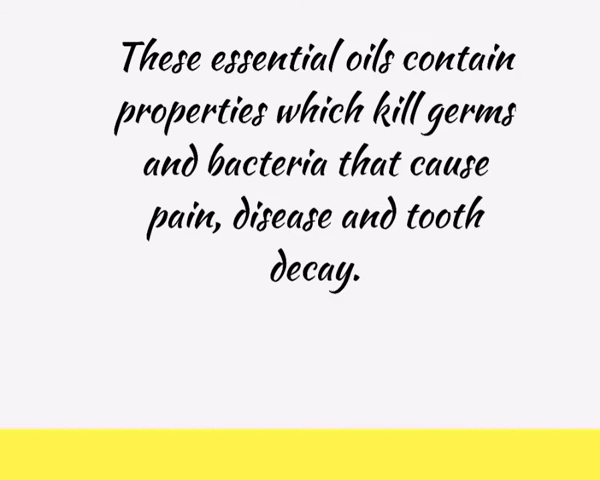 These essential oils contain
properties which kill germs
and bacteria that cause
pain, disease and tooth
decay.